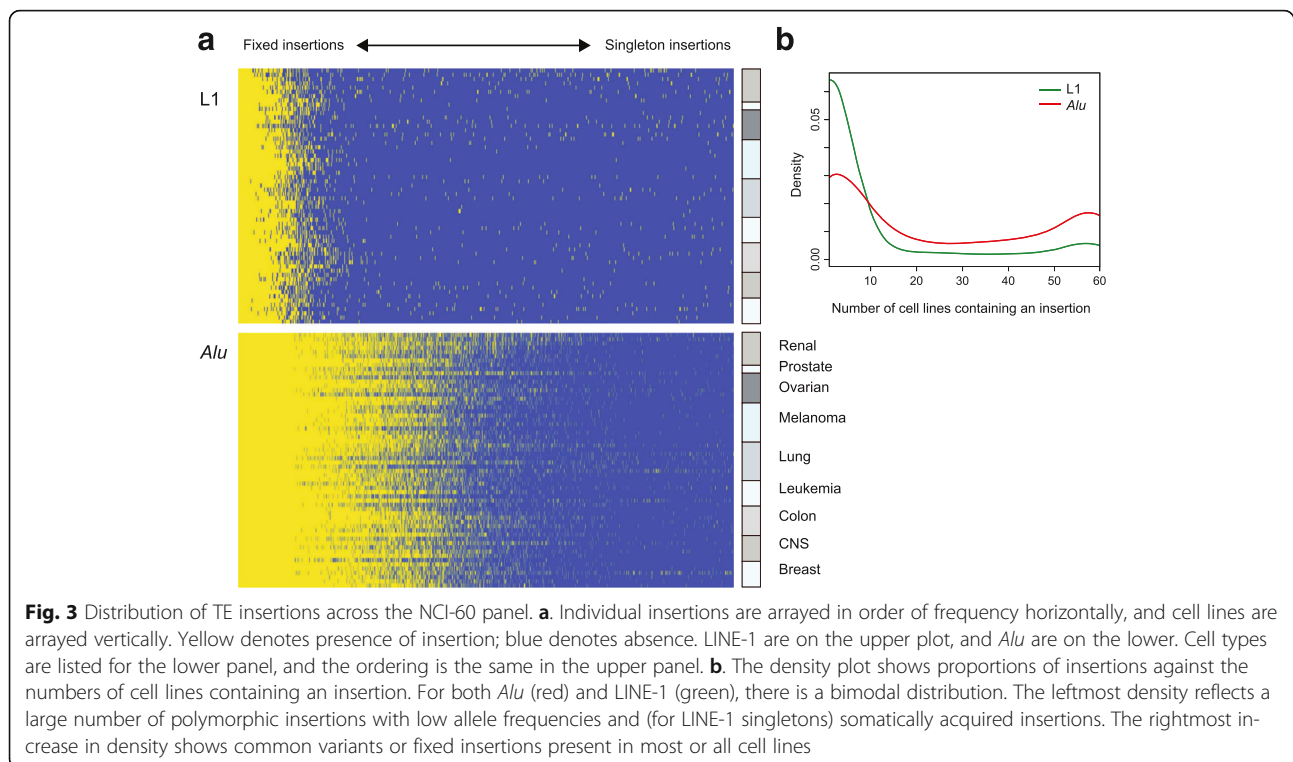 a
Fixed insertions
Singleton insertions
L1
Alu
b
L1
Alu
0.05
0.00
Density
10
20
30
40
50
60
Number of cell lines containing an insertion
Renal
Prostate
Ovarian
Melanoma
Lung
Leukemia
Colon
CNS
Breast
Fig. 3 Distribution of TE insertions across the NCI-60 panel. a. Individual insertions are arrayed in order of frequency horizontally, and cell lines are
arrayed vertically. Yellow denotes presence of insertion; blue denotes absence. LINE-1 are on the upper plot, and Alu are on the lower. Cell types
are listed for the lower panel, and the ordering is the same in the upper panel. b. The density plot shows proportions of insertions against the
numbers of cell lines containing an insertion. For both Alu (red) and LINE-1 (green), there is a bimodal distribution. The leftmost density reflects a
large number of polymorphic insertions with low allele frequencies and (for LINE-1 singletons) somatically acquired insertions. The rightmost in-
crease in density shows common variants or fixed insertions present in most or all cell lines